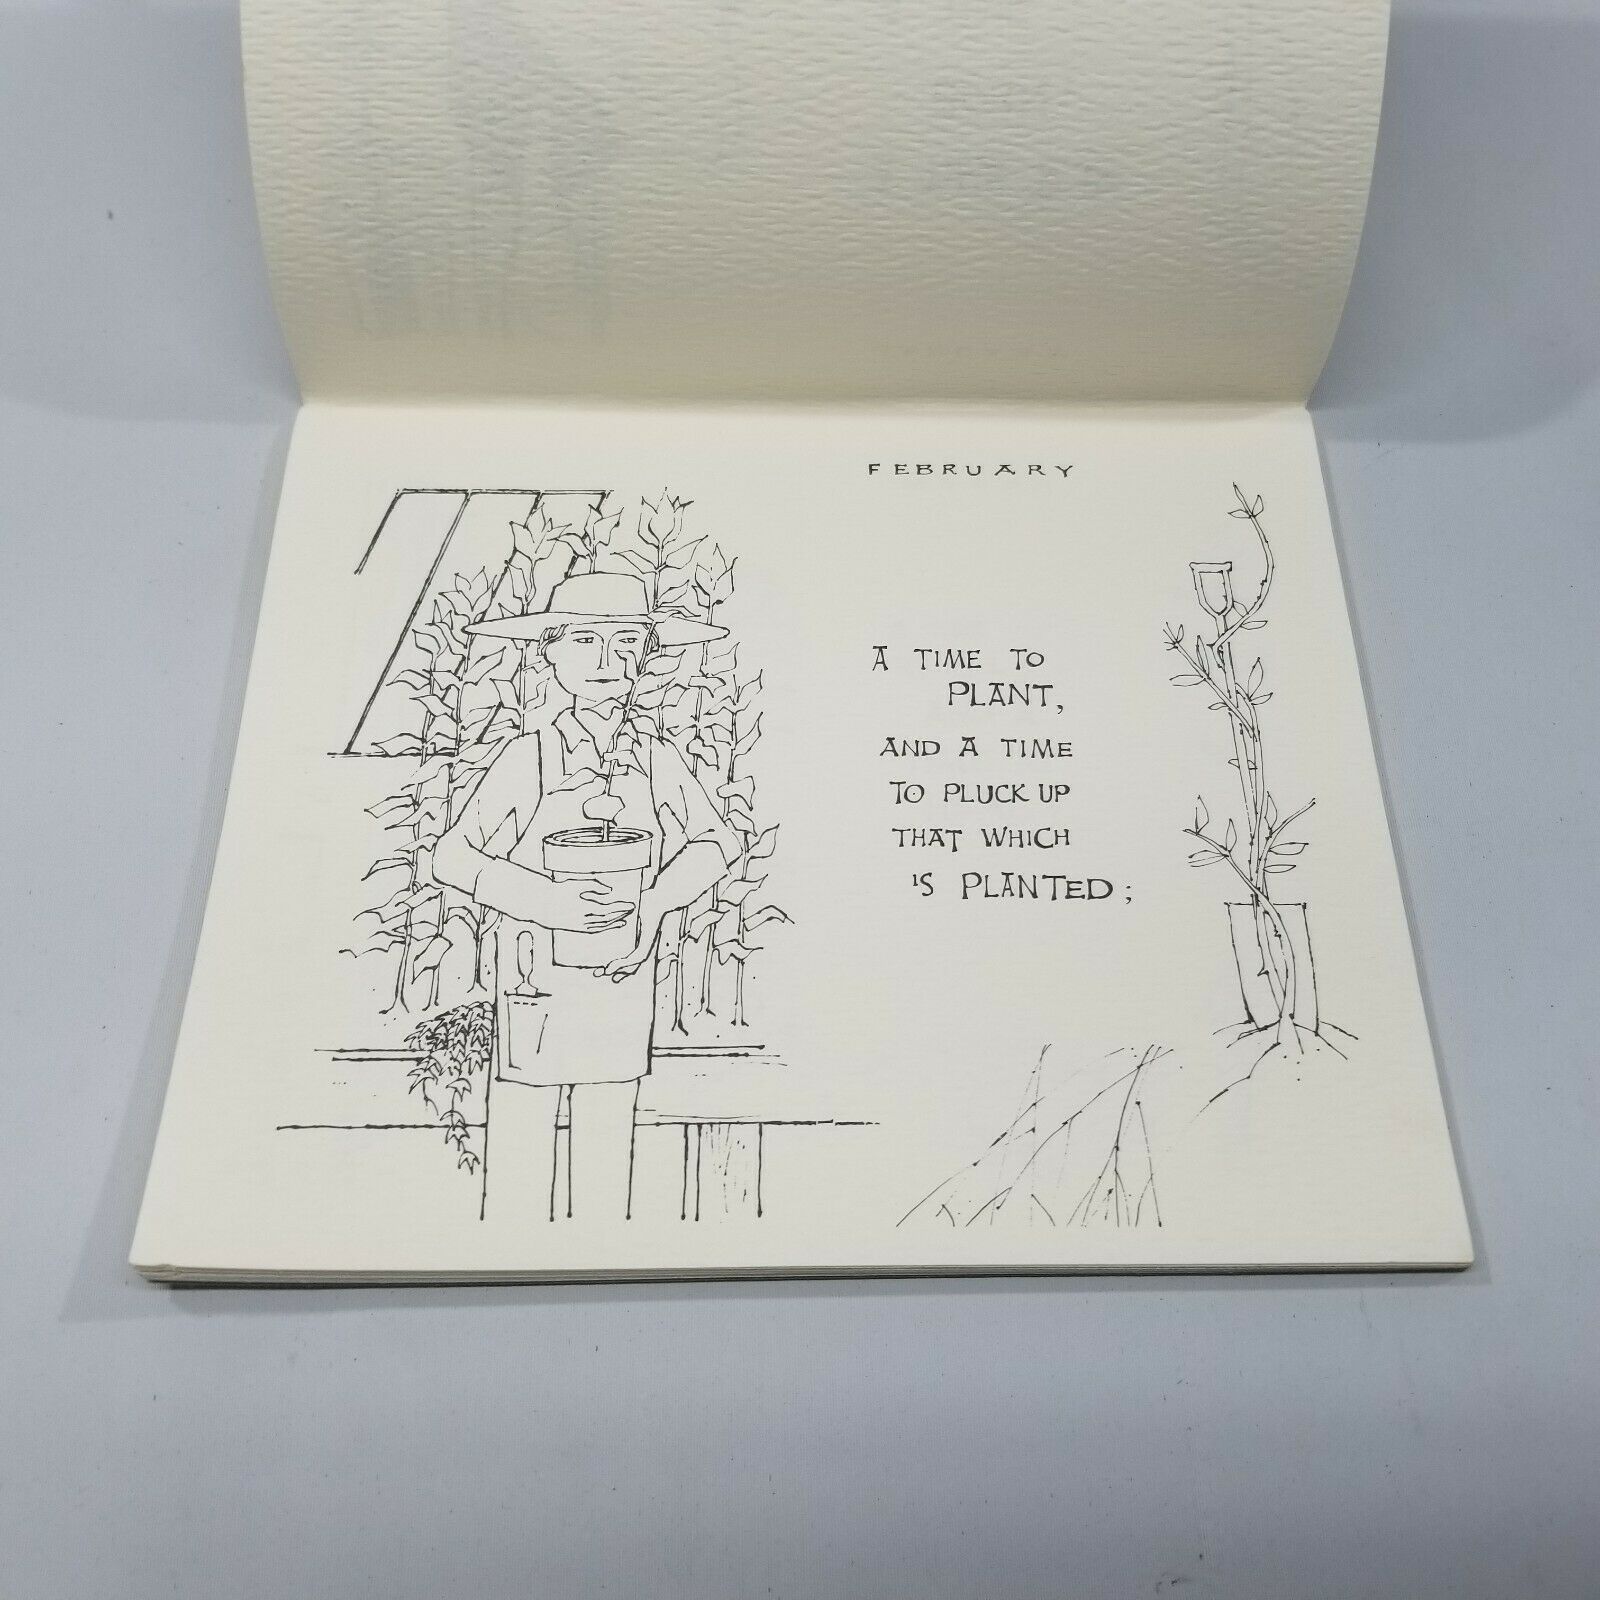 FEBRUARY
A TIME TO
PLANT,
AND A TIME
TO PLUCK UP
THAT WHICH
IS PLANTED;